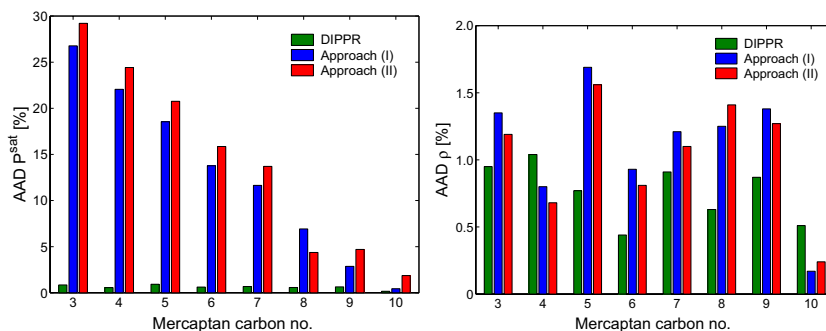 30
25
20
15
10
5
0
AAD P^sat [%]
DIPPR
Approach (I)
Approach (II)
3 4 5 6 7 8 9 10
Mercaptan carbon no.
2.0
1.5
1.0
0.5
0
AAD ρ [%]
DIPPR
Approach (I)
Approach (II)
3 4 5 6 7 8 9 10
Mercaptan carbon no.